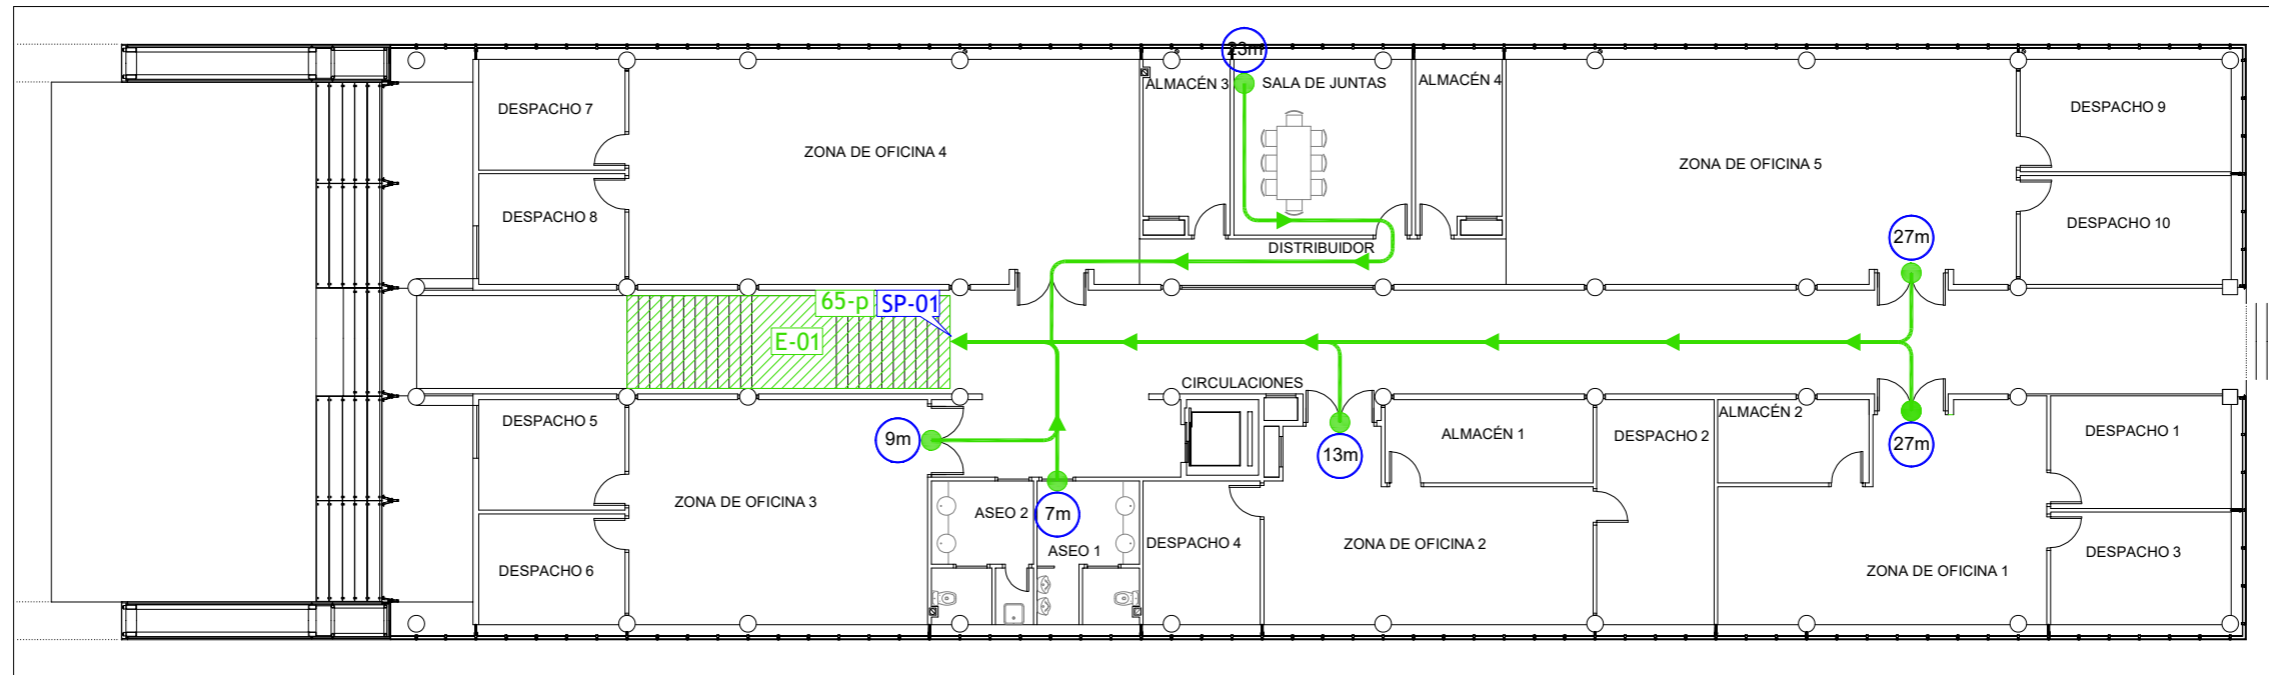 23m
ALMACÉN 3
SALA DE JUNTAS
ALMACÉN 4
DESPACHO 7
DESPACHO 9
ZONA DE OFICINA 4
ZONA DE OFICINA 5
DESPACHO 8
DESPACHO 10
27m
DISTRIBUIDOR
65-p
SP-01
E-01
CIRCULACIONES
DESPACHO 5
9m
13m
ALMACÉN 1
DESPACHO 2
ALMACÉN 2
27m
DESPACHO 1
ZONA DE OFICINA 3
ASEO 2
7m
ASEO 1
DESPACHO 4
ZONA DE OFICINA 2
DESPACHO 6
ZONA DE OFICINA 1
DESPACHO 3